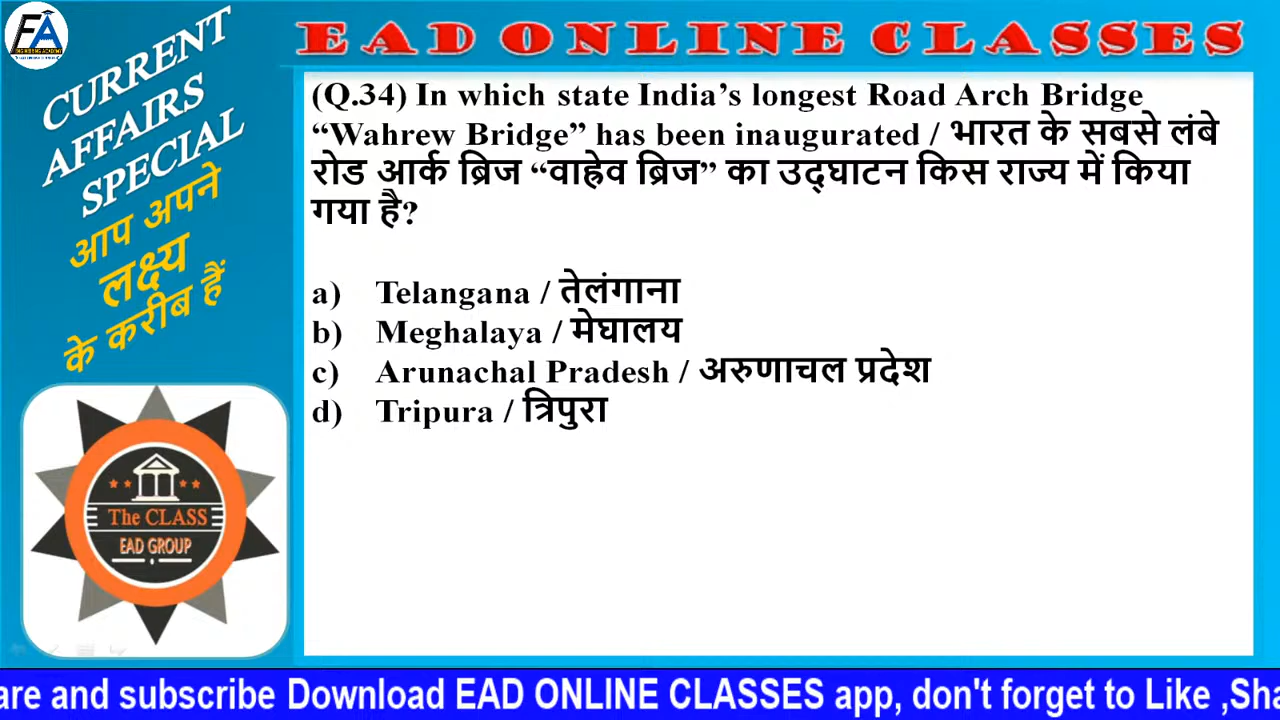 EAD ONLINE CLASSES
CURRENT
AFFAIRS
SPECIAL
आप अपने
लक्ष्य
के करीब हैं
The CLASS
EAD GROUP
(Q.34) In which state India’s longest Road Arch Bridge
“Wahrew Bridge” has been inaugurated / भारत के सबसे लंबे
रोड आर्क ब्रिज “वाह्रेव ब्रिज” का उद्घाटन किस राज्य में किया
गया है?
a) Telangana / तेलंगाना
b) Meghalaya / मेघालय
c) Arunachal Pradesh / अरुणाचल प्रदेश
d) Tripura / त्रिपुरा
are and subscribe Download EAD ONLINE CLASSES app, don't forget to Like ,Sha